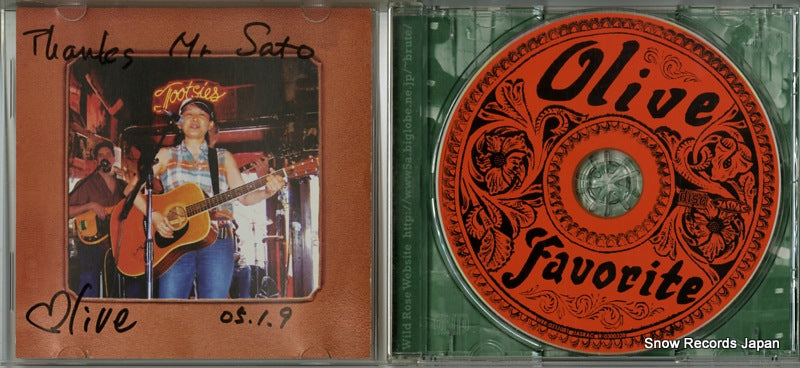 Thanks Mr Sato
Tootsies
♡Olive
05.1.9
Wild Rose Website http://www5a.biglobe.ne.jp/~brute/
Olive
Favorite
Snow Records Japan